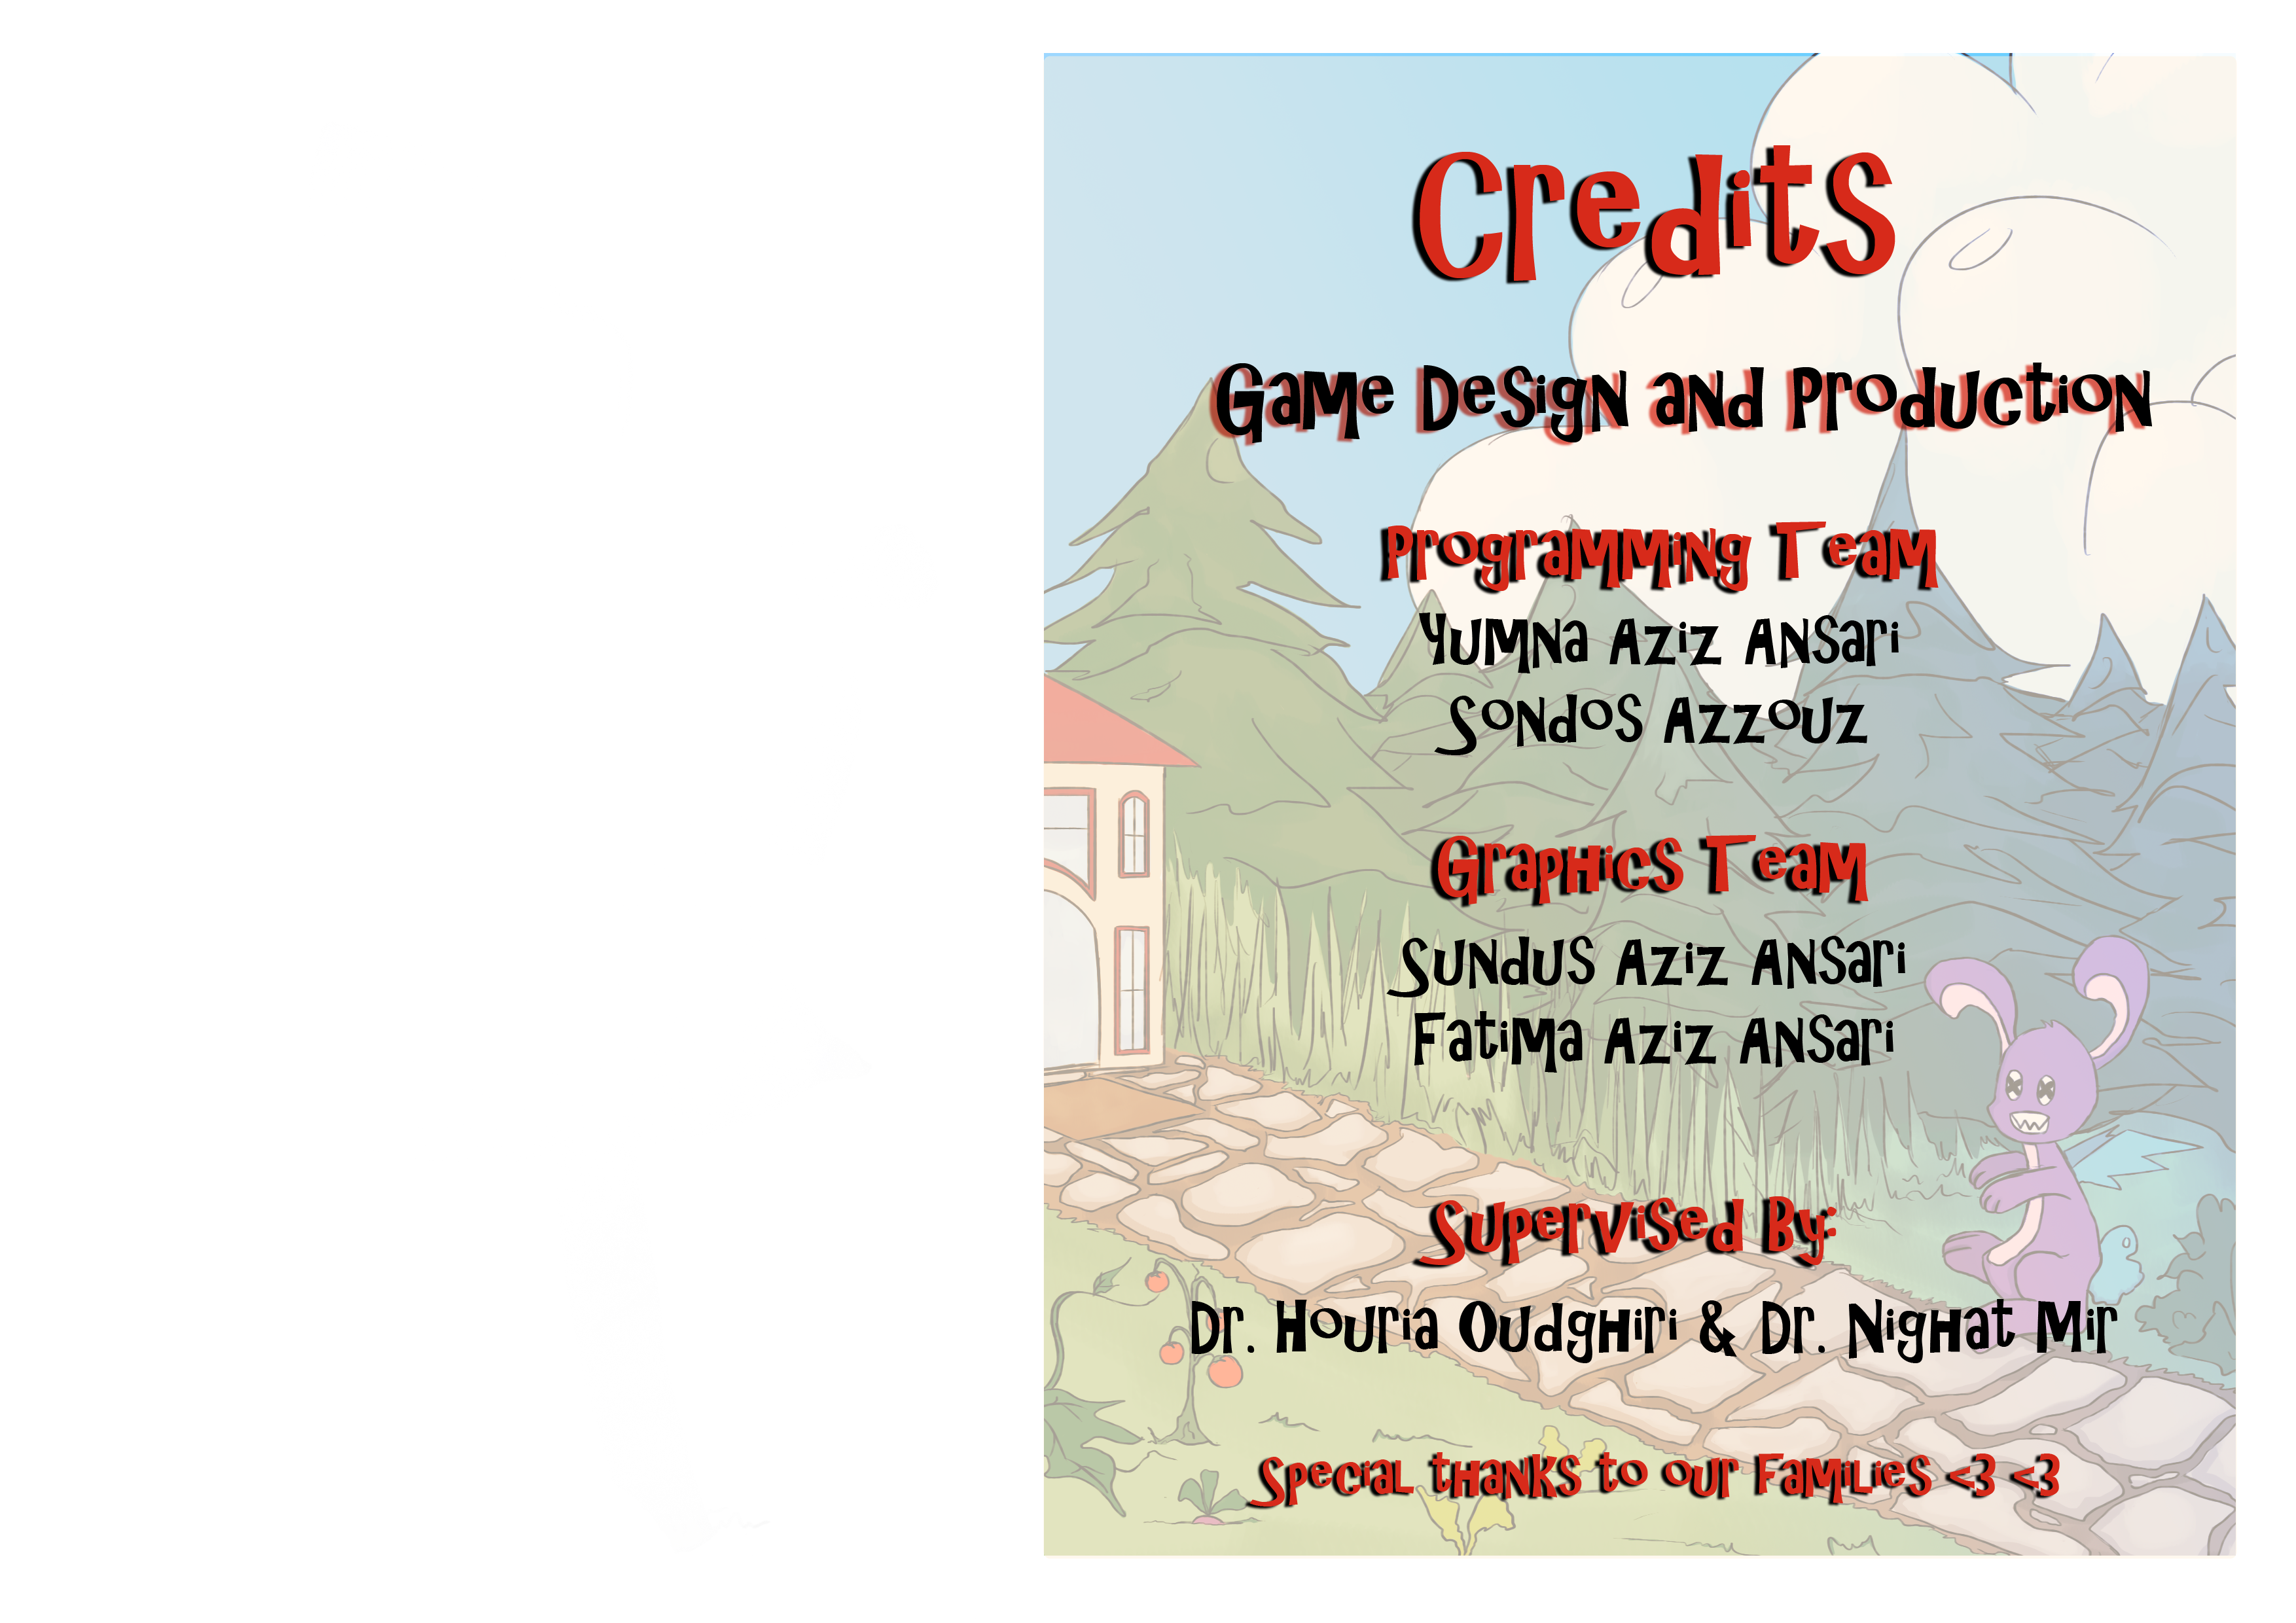 Credits
Game Design and Production
Programming Team
Yumna Aziz Ansari
Sondos Azzouz
Graphics Team
Sundus Aziz Ansari
Fatima Aziz Ansari
Supervised By:
Dr. Houria Oudghiri & Dr. Nighat Mir
Special thanks to our Families <3 <3